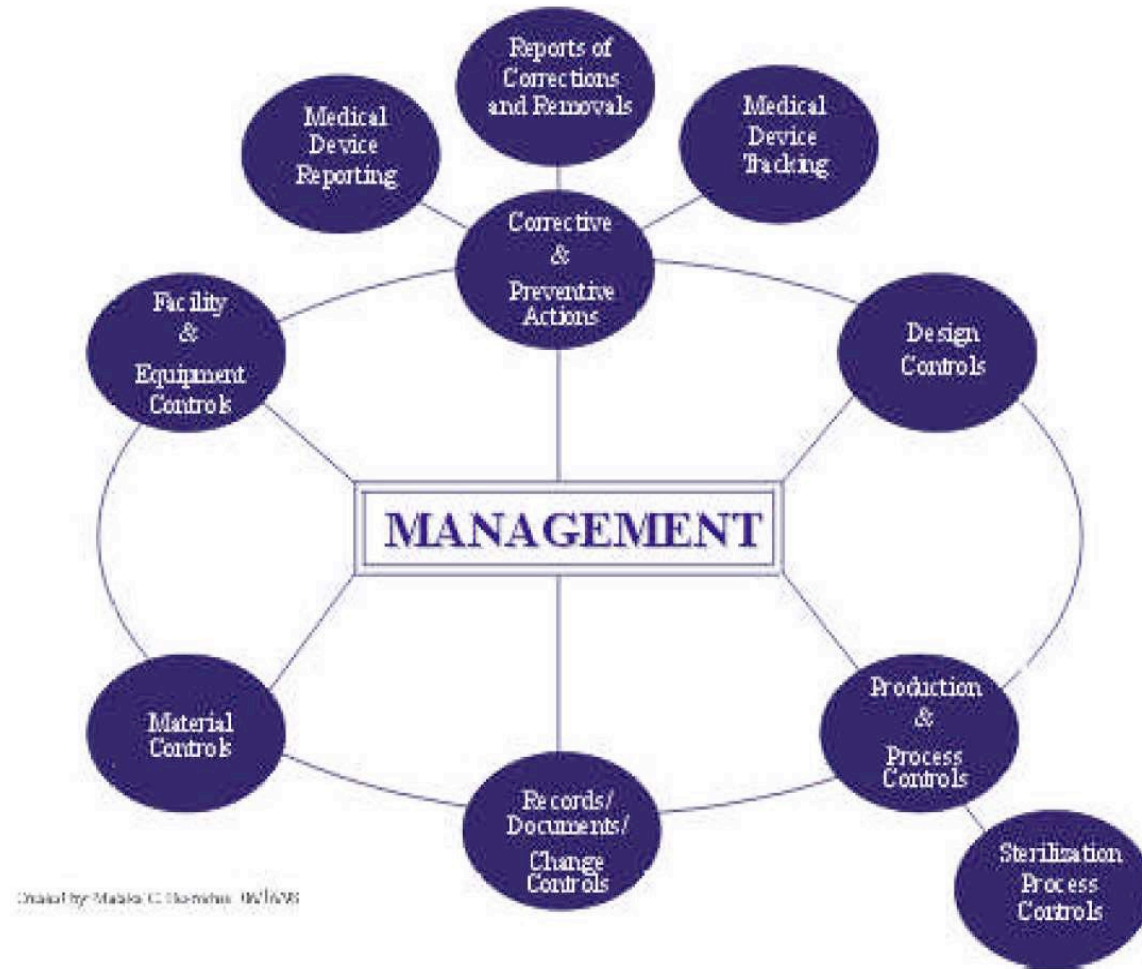 Reports of
Corrections
and Removals
Medical
Device
Reporting
Medical
Device
Tracking
Corrective
&
Preventive
Actions
Facility
&
Equipment
Controls
Design
Controls
MANAGEMENT
Material
Controls
Production
&
Process
Controls
Records/
Documents/
Change
Controls
Sterilization
Process
Controls
by
C.